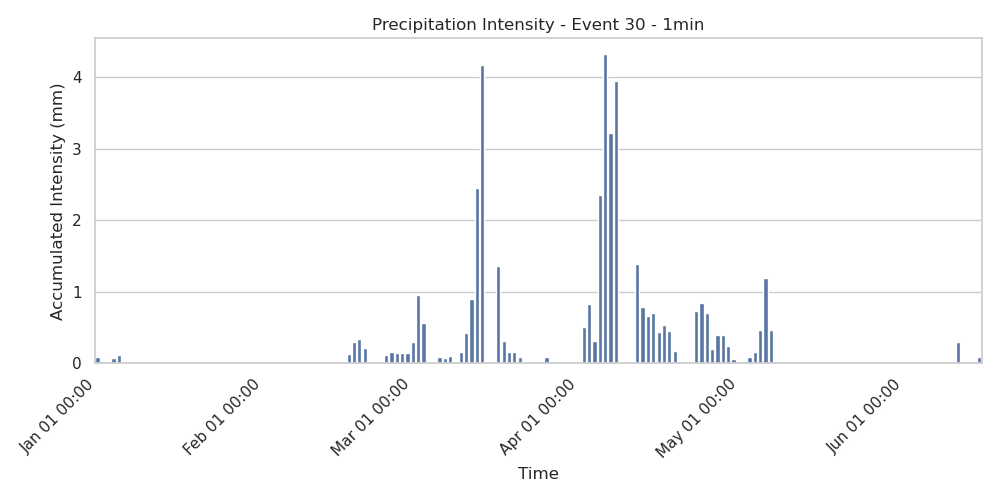 Precipitation Intensity - Event 30 - 1min
Accumulated Intensity (mm)
4
3
2
1
0
Jan 01 00:00
Feb 01 00:00
Mar 01 00:00
Apr 01 00:00
May 01 00:00
Jun 01 00:00
Time